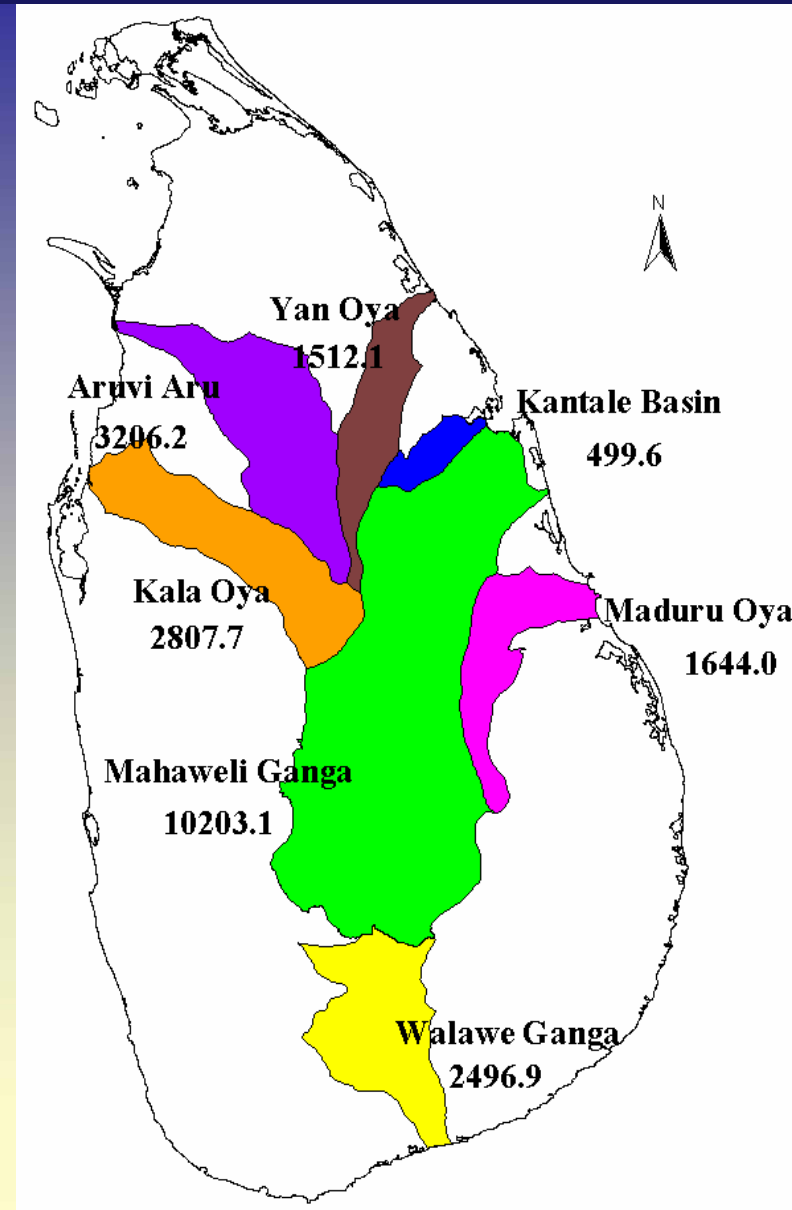 N
Yan Oya
1512.1
Aruvi Aru
3206.2
Kantale Basin
499.6
Kala Oya
2807.7
Maduru Oya
1644.0
Mahaweli Ganga
10203.1
Walawe Ganga
2496.9